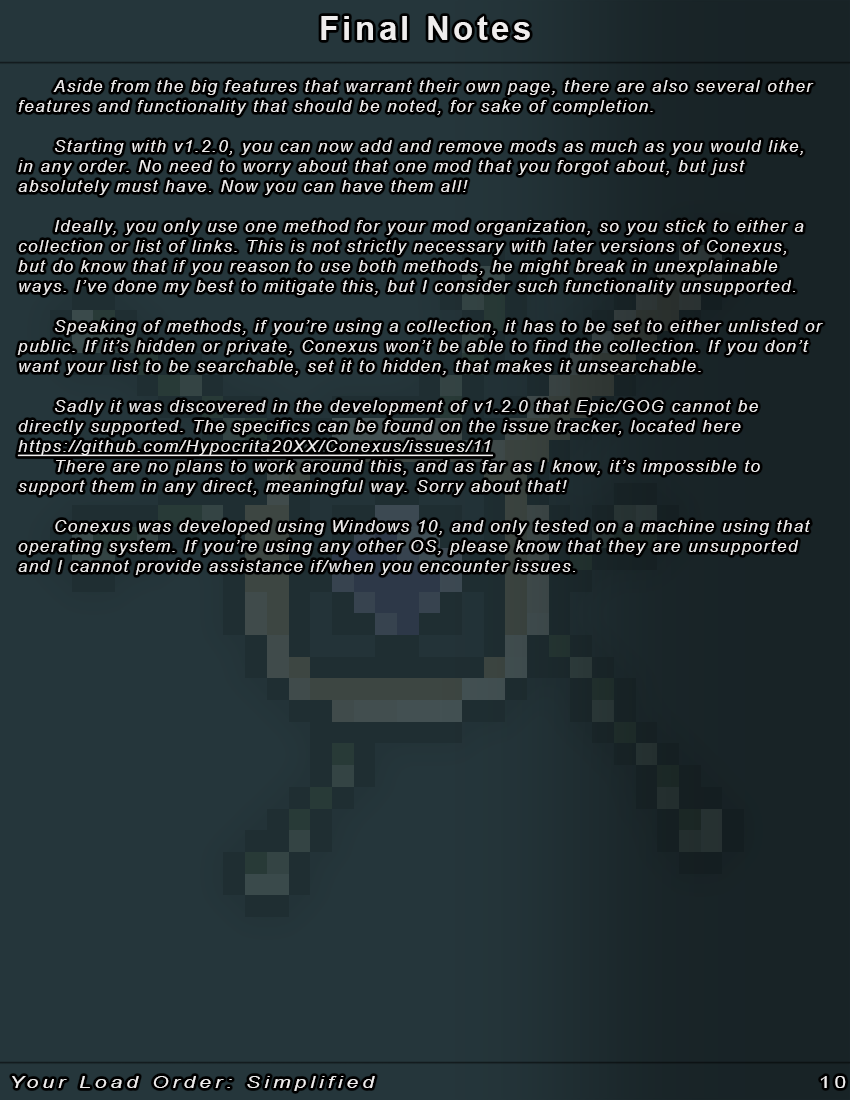 Final Notes
Aside from the big features that warrant their own page, there are also several other
features and functionality that should be noted, for sake of completion.
Starting with v1.2.0, you can now add and remove mods as much as you would like,
in any order. No need to worry about that one mod that you forgot about, but just
absolutely must have. Now you can have them all!
Ideally, you only use one method for your mod organization, so you stick to either a
collection or list of links. This is not strictly necessary with later versions of Conexus,
but do know that if you reason to use both methods, he might break in unexplainable
ways. I've done my best to mitigate this, but I consider such functionality unsupported.
Speaking of methods, if you're using a collection, it has to be set to either unlisted or
public. If it's hidden or private, Conexus won't be able to find the collection. If you don't
want your list to be searchable, set it to hidden, that makes it unsearchable.
Sadly it was discovered in the development of v1.2.0 that Epic/GOG cannot be
directly supported. The specifics can be found on the issue tracker, located here
https://github.com/Hypocrita20XX/Conexus/issues/11
There are no plans to work around this, and as far as I know, it's impossible to
support them in any direct, meaningful way. Sorry about that!
Conexus was developed using Windows 10, and only tested on a machine using that
operating system. If you're using any other OS, please know that they are unsupported
and I cannot provide assistance if/when you encounter issues.
Your Load Order: Simplified
10